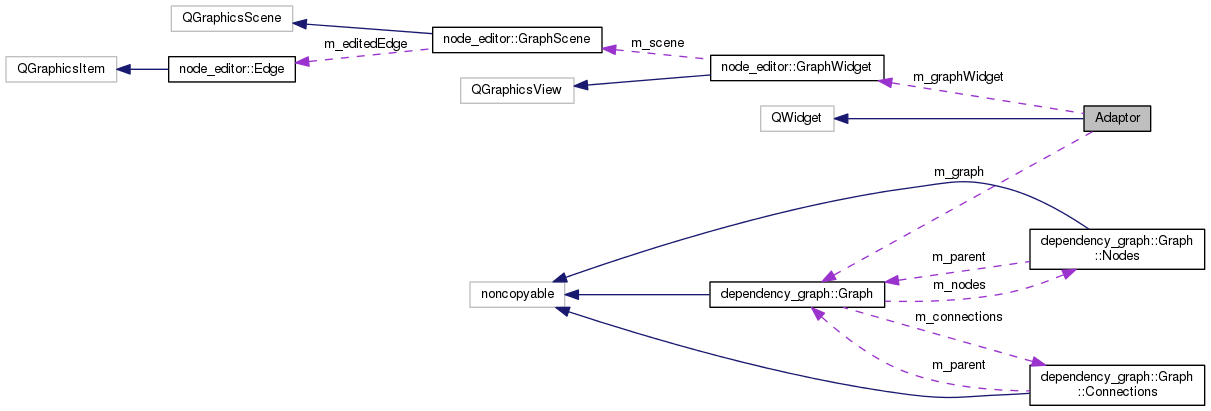 QGraphicsScene
m_editedEdge
node_editor::GraphScene
m_scene
QGraphicsItem
node_editor::Edge
node_editor::GraphWidget
m_graphWidget
QGraphicsView
QWidget
Adaptor
m_graph
dependency_graph::Graph
::Nodes
m_parent
m_nodes
noncopyable
dependency_graph::Graph
m_connections
m_parent
dependency_graph::Graph
::Connections